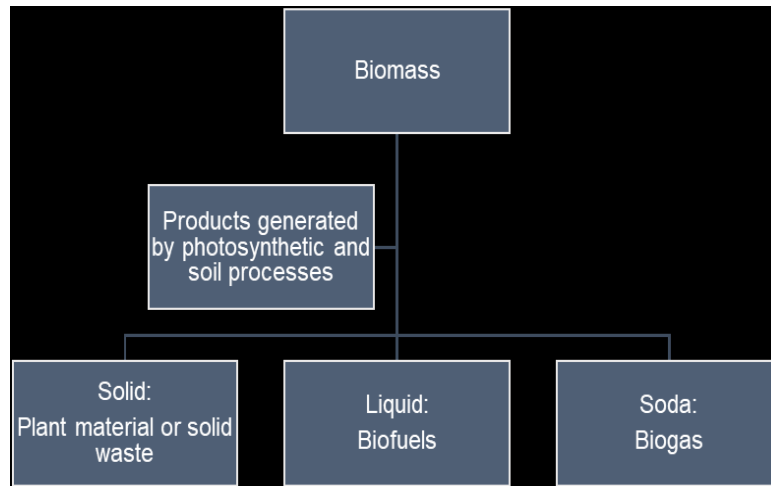 Biomass
Products generated
by photosynthetic and
soil processes
Solid:
Plant material or solid
waste
Liquid:
Biofuels
Soda:
Biogas